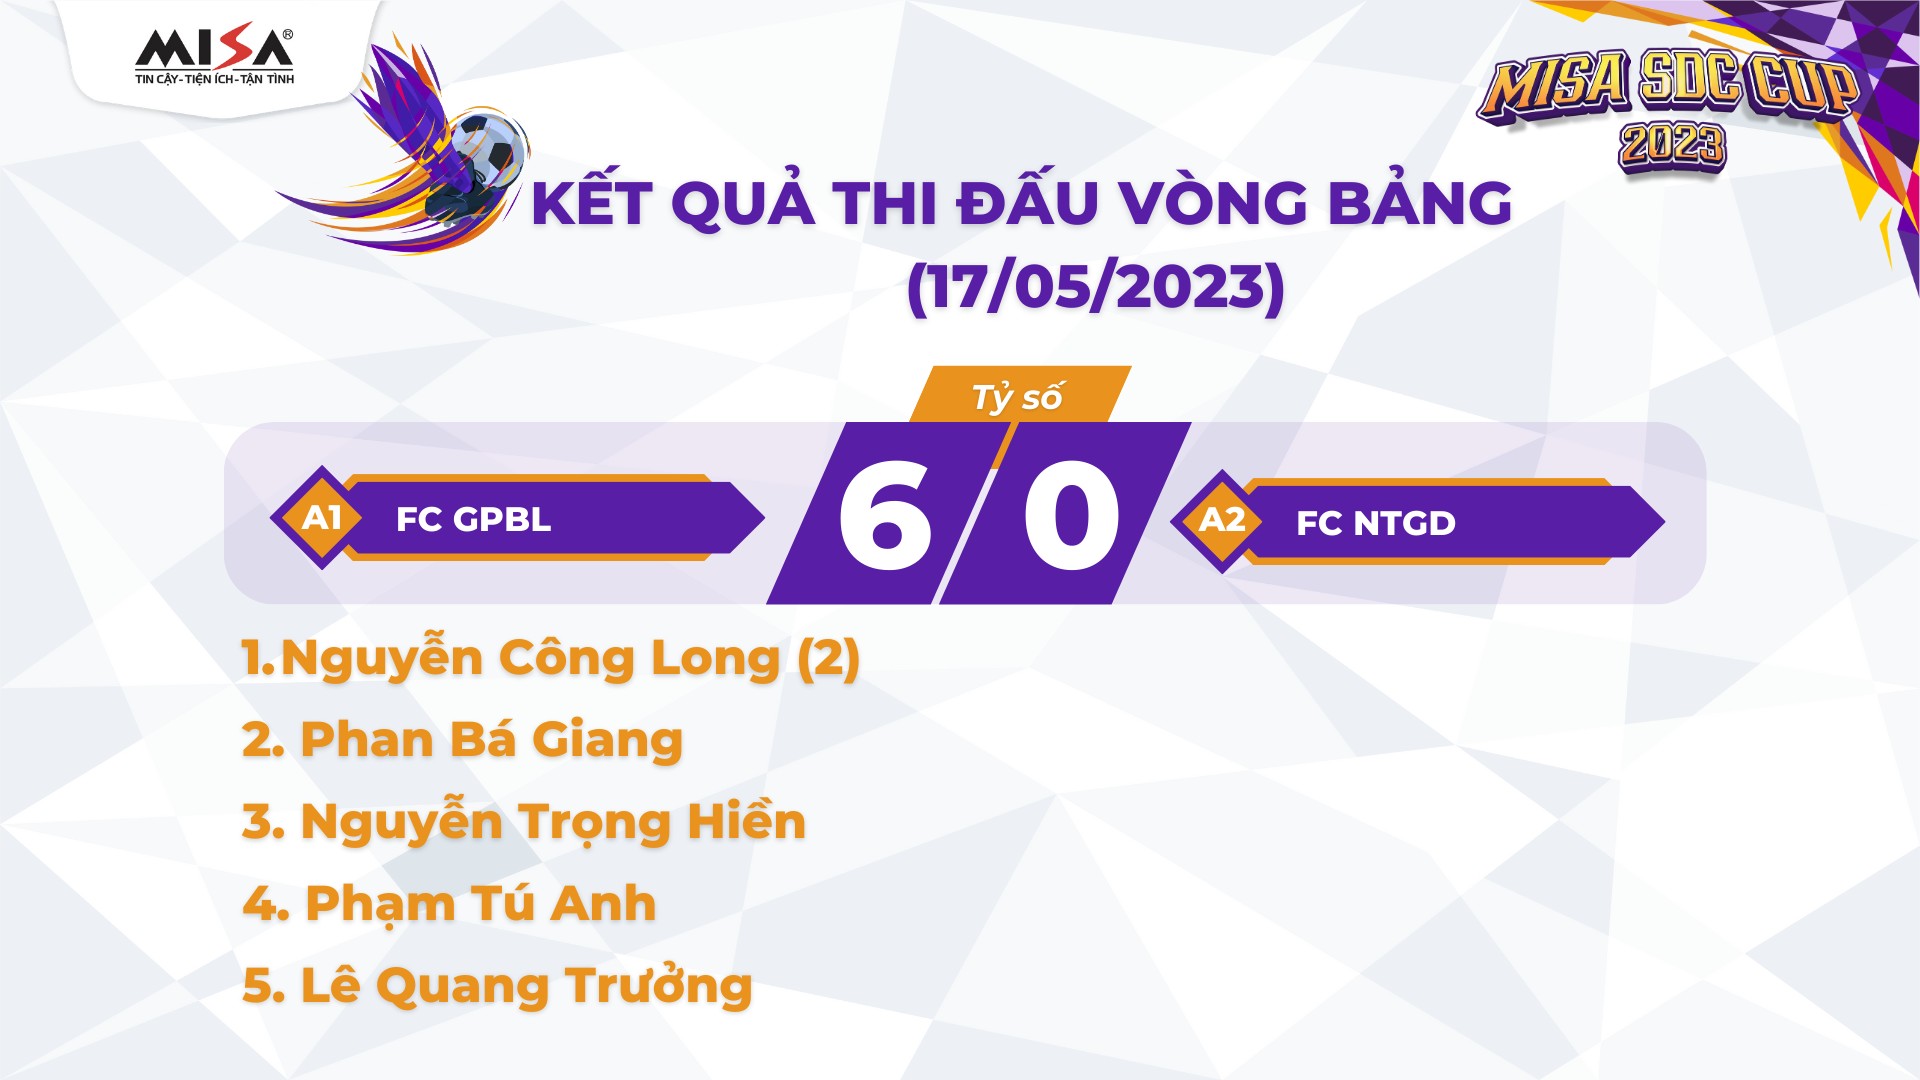 MISA®
TIN CẬY-TIỆN ÍCH-TẬN TÌNH
MISA SDC CUP
2023
KẾT QUẢ THI ĐẤU VÒNG BẢNG
(17/05/2023)
Tỷ số
A1 FC GPBL 6 0 A2 FC NTGD
1. Nguyễn Công Long (2)
2. Phan Bá Giang
3. Nguyễn Trọng Hiền
4. Phạm Tú Anh
5. Lê Quang Trưởng